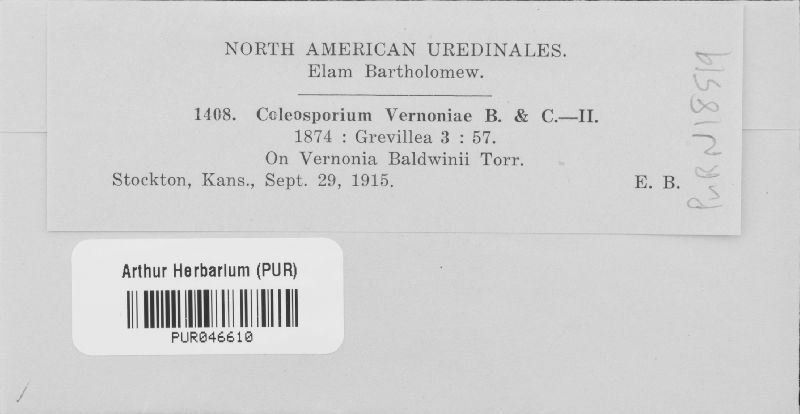 NORTH AMERICAN UREDINALES.
Elam Bartholomew.
1408. Coleosporium Vernoniae B. & C.—II.
1874 : Grevillea 3 : 57.
On Vernonia Baldwinii Torr.
Stockton, Kans., Sept. 29, 1915. E. B.
PUR N18519
Arthur Herbarium (PUR)
PUR046610